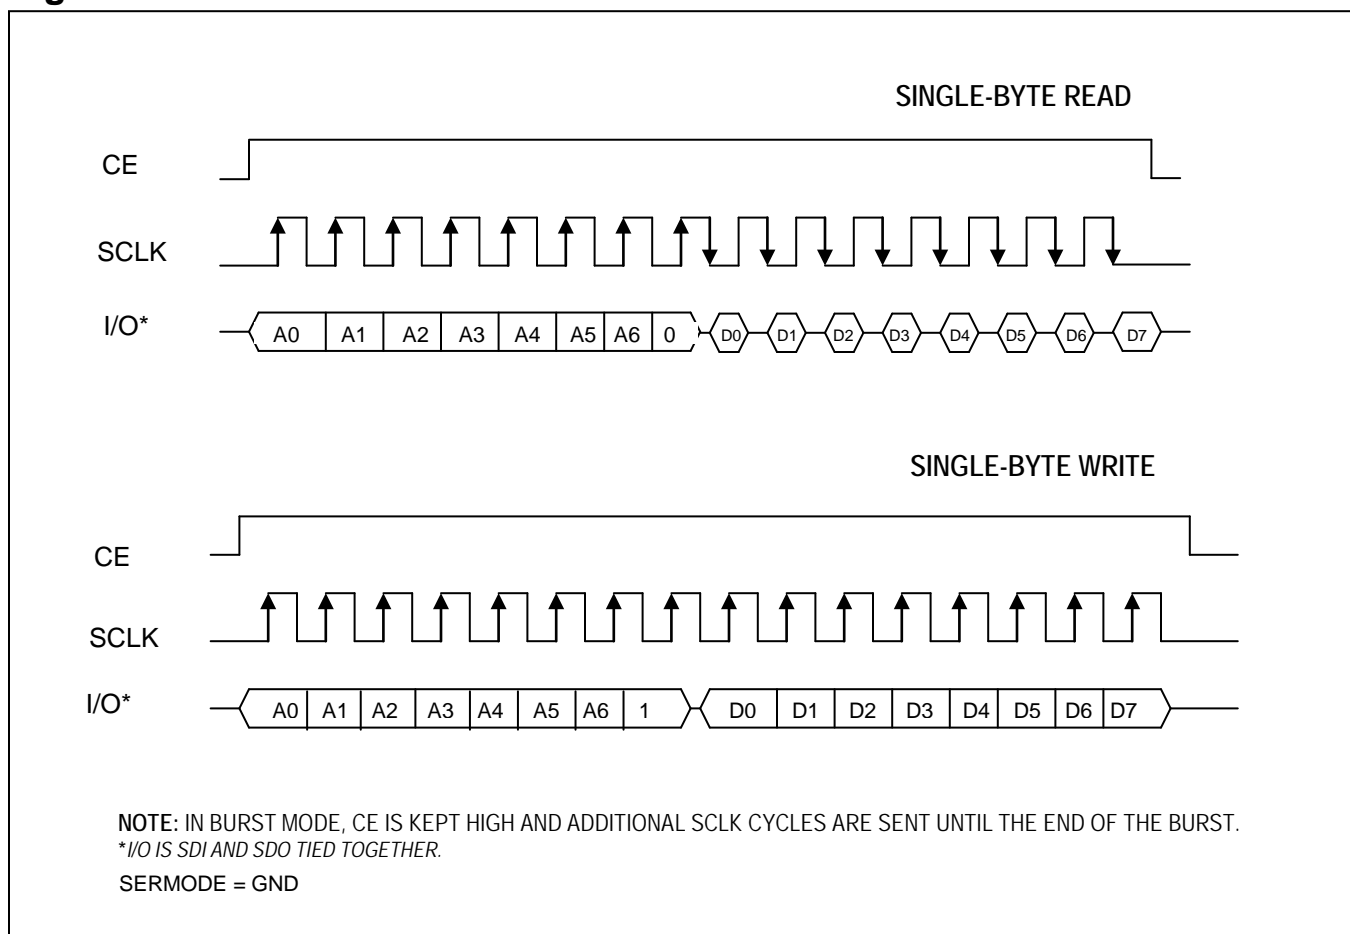 SINGLE-BYTE READ
CE
SCLK
I/O*
A0 A1 A2 A3 A4 A5 A6 0 D0 D1 D2 D3 D4 D5 D6 D7
SINGLE-BYTE WRITE
CE
SCLK
I/O*
A0 A1 A2 A3 A4 A5 A6 1 D0 D1 D2 D3 D4 D5 D6 D7
NOTE: IN BURST MODE, CE IS KEPT HIGH AND ADDITIONAL SCLK CYCLES ARE SENT UNTIL THE END OF THE BURST.
*I/O IS SDI AND SDO TIED TOGETHER.
SERMODE = GND